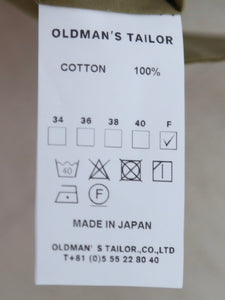 OLDMAN'S TAILOR
COTTON 100%
34 36 38 40 F
40
F
MADE IN JAPAN
OLDMAN' S TAILOR.,CO.,LTD
T+81 (0)5 55 22 80 40